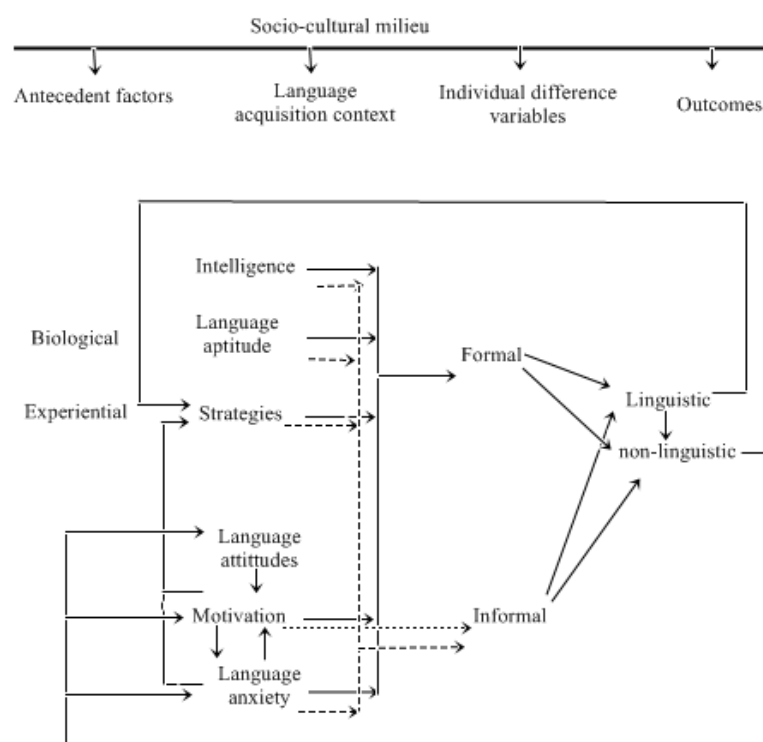 Socio-cultural milieu
Antecedent factors
Language
acquisition context
Individual difference
variables
Outcomes
Intelligence
Language
aptitude
Biological
Formal
Experiential
Strategies
Linguistic
non-linguistic
Language
attittudes
Motivation
Informal
Language
anxiety